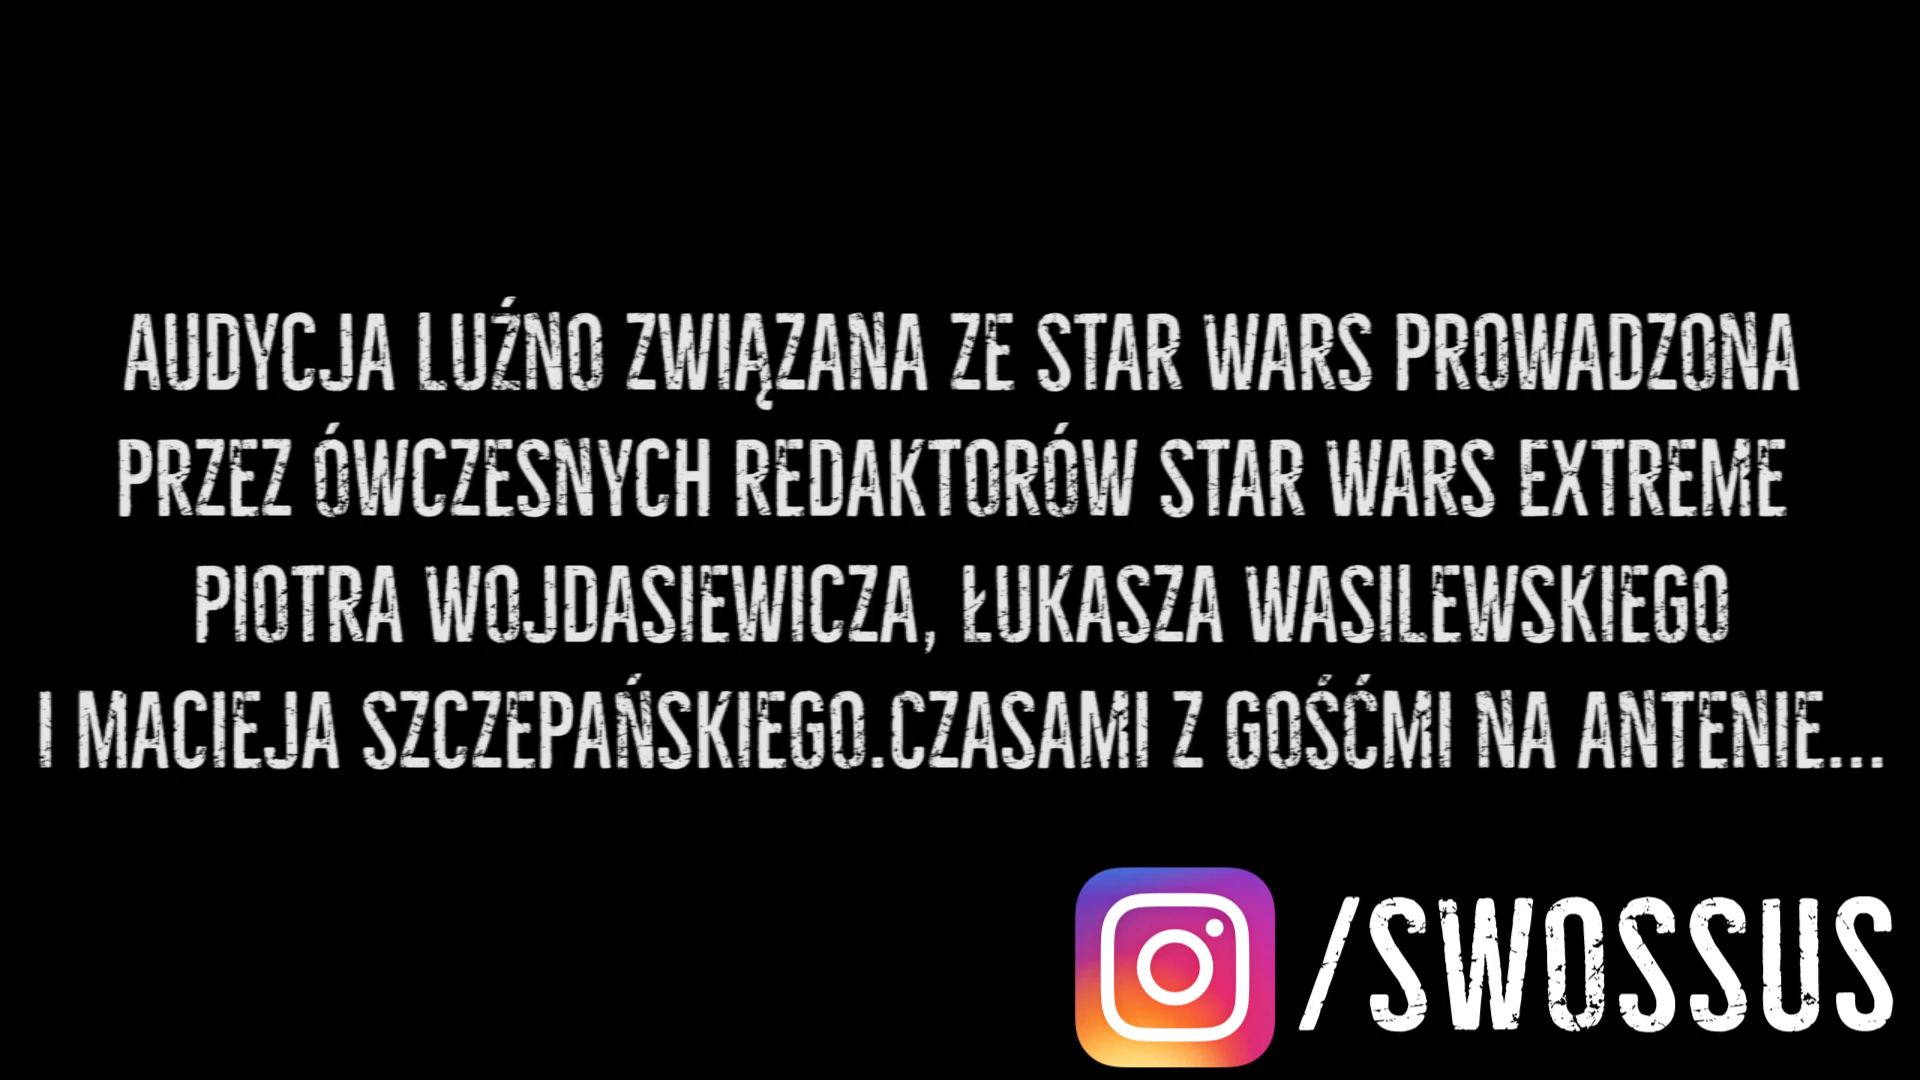 AUDYCJA LUŹNO ZWIĄZANA ZE STAR WARS PROWADZONA
PRZEZ ÓWCZESNYCH REDAKTORÓW STAR WARS EXTREME
PIOTRA WOJDASIEWICZA, ŁUKASZA WASILEWSKIEGO
I MACIEJA SZCZEPAŃSKIEGO.CZASAMI Z GOŚĆMI NA ANTENIE...
/SWOSSUS